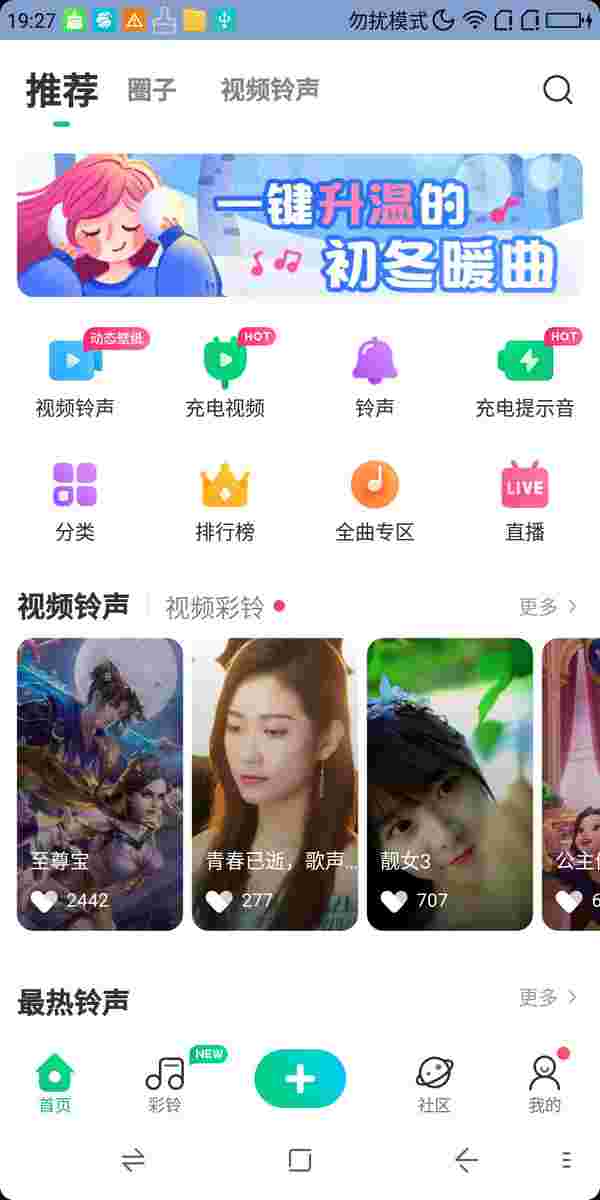 19:27 勿扰模式
推荐 圈子 视频铃声
一键升温的
初冬暖曲
动态壁纸 HOT HOT
视频铃声 充电视频 铃声 充电提示音
LIVE
分类 排行榜 全曲专区 直播
视频铃声 视频彩铃 更多
至尊宝 青春已逝，歌声... 靓女3 公主
2442 277 707 6
最热铃声 更多
NEW
首页 彩铃 社区 我的